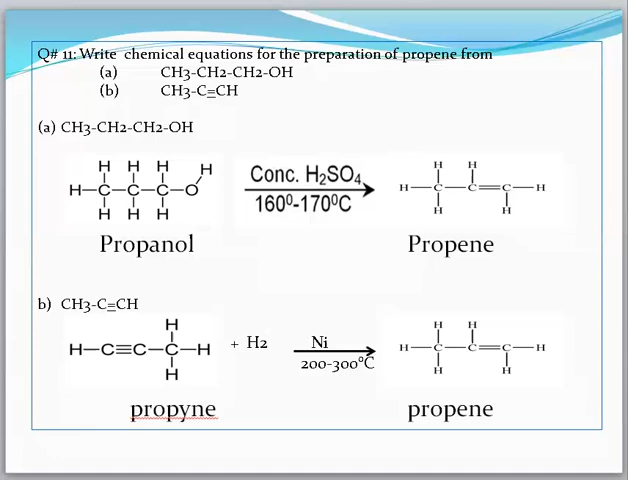 Q# 11: Write chemical equations for the preparation of propene from
(a) CH3-CH2-CH2-OH
(b) CH3-C≡CH
(a) CH3-CH2-CH2-OH
H H H H
H-C-C-C-O
H H H
Conc. H₂SO₄
160⁰-170⁰C
H H
H-C-C=C-H
H H
Propanol Propene
b) CH3-C≡CH
H
H-C≡C-C-H
H
+ H2
Ni
200-300°C
H H
H-C-C=C-H
H H
propyne propene